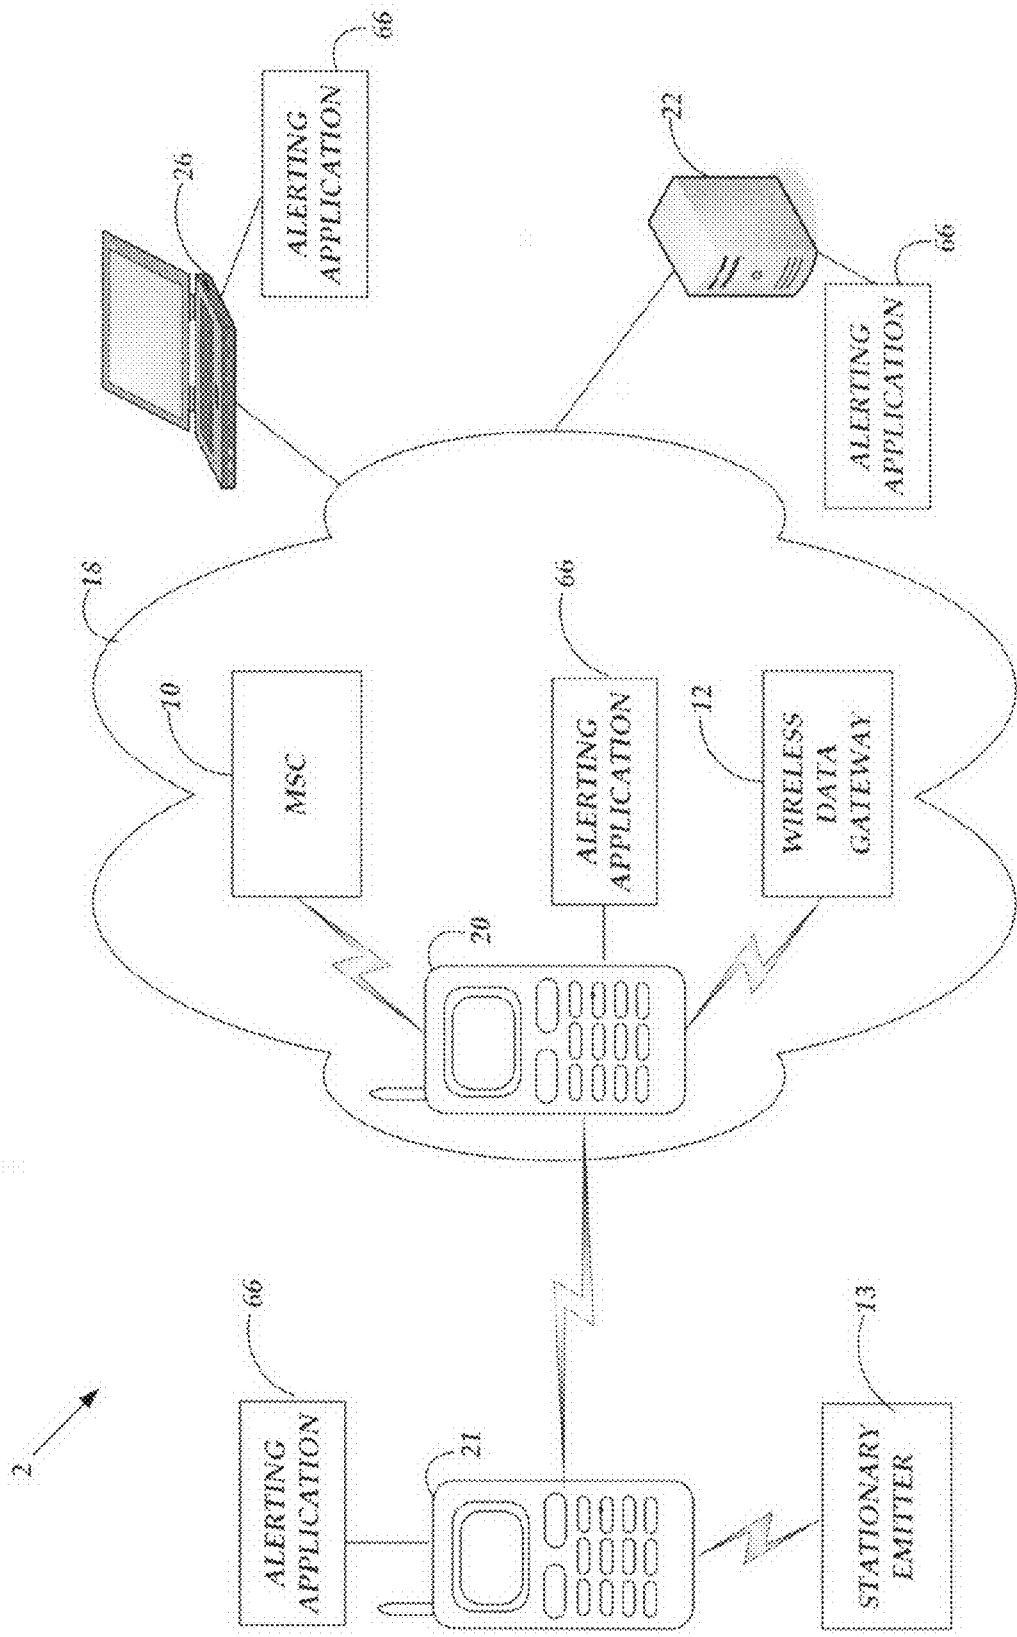 2
66
ALERTING
APPLICATION
21
STATIONARY
EMITTER
13
18
10
MSC
20
66
ALERTING
APPLICATION
12
WIRELESS
DATA
GATEWAY
26
66
ALERTING
APPLICATION
22
66
ALERTING
APPLICATION